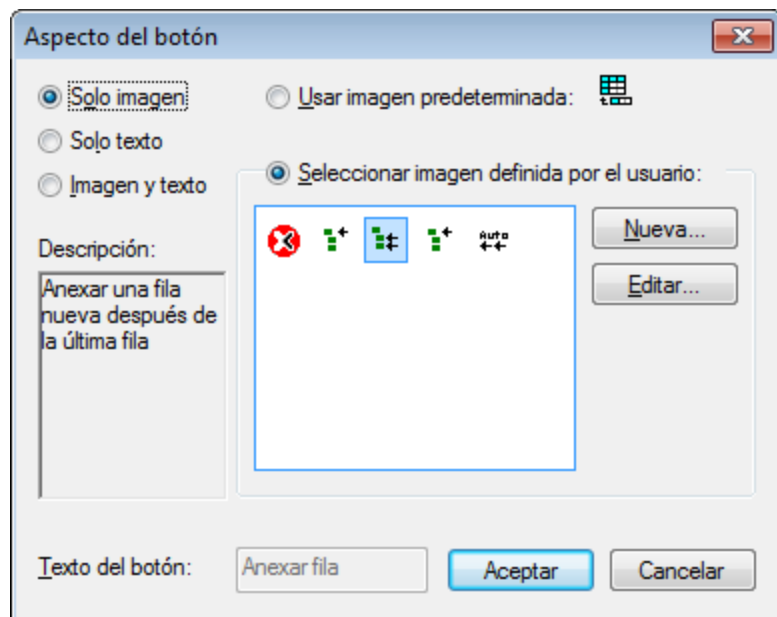 Aspecto del botón
Solo imagen
Usar imagen predeterminada:
Solo texto
Imagen y texto
Seleccionar imagen definida por el usuario:
Auto
Nueva...
Editar...
Descripción:
Anexar una fila
nueva después de
la última fila
Texto del botón:
Anexar fila
Aceptar
Cancelar